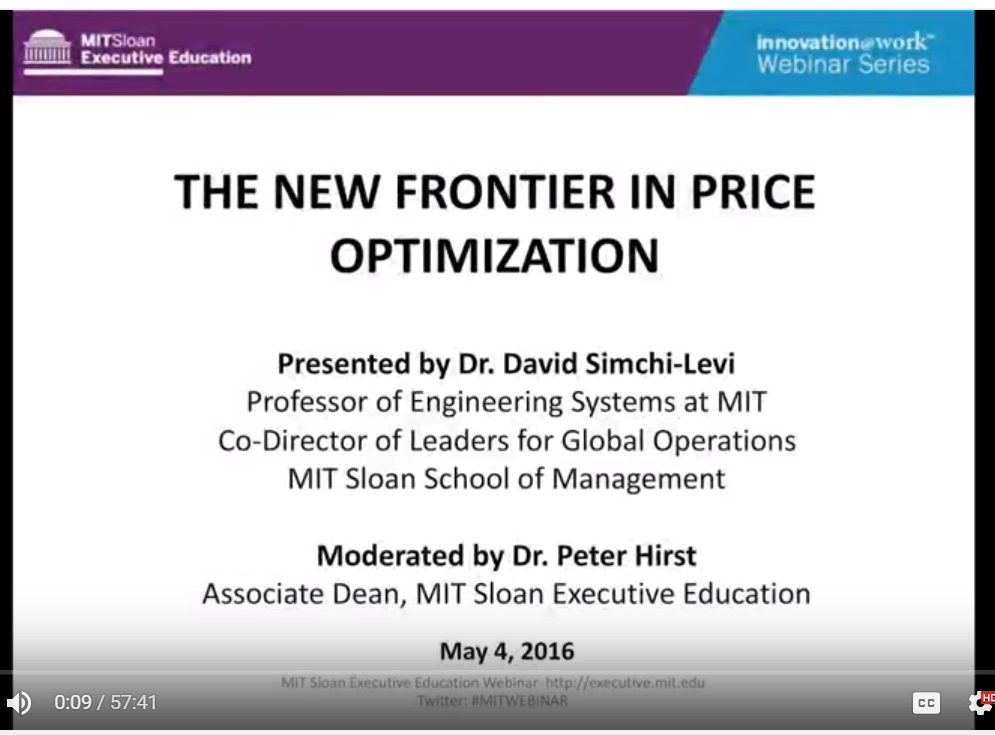 MITSloan
Executive Education
innovation@work™
Webinar Series
THE NEW FRONTIER IN PRICE
OPTIMIZATION
Presented by Dr. David Simchi-Levi
Professor of Engineering Systems at MIT
Co-Director of Leaders for Global Operations
MIT Sloan School of Management
Moderated by Dr. Peter Hirst
Associate Dean, MIT Sloan Executive Education
May 4, 2016
MIT Sloan Executive Education Webinar http://executive.mit.edu
Twitter: #MITWEBINAR
0:09 / 57:41
CC
HD